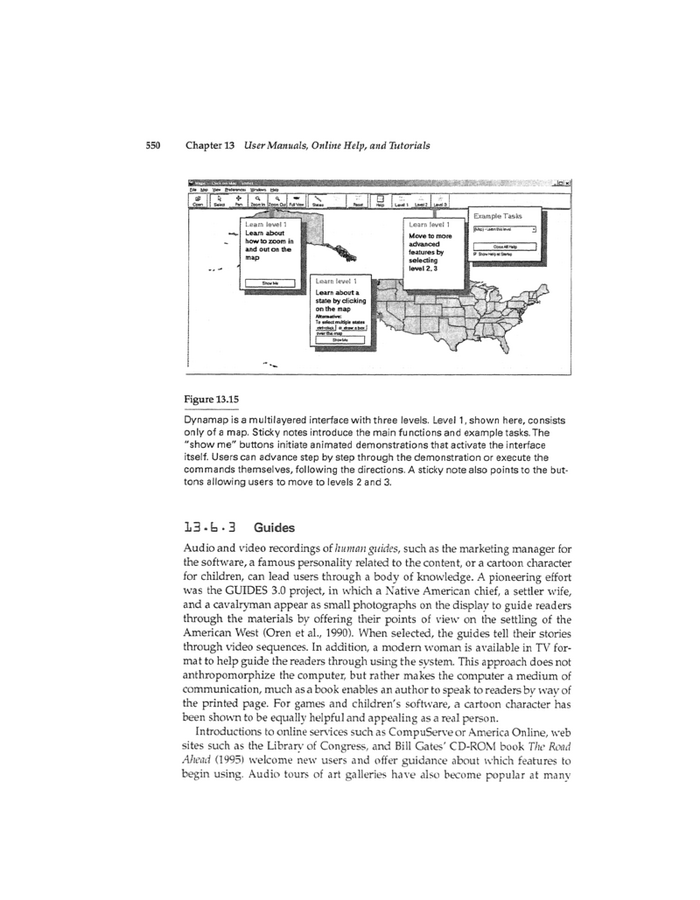 550 Chapter 13 User Manuals, Online Help, and Tutorials
File Map View Preferences Windows Help
Open Select Pan Zoom In Zoom Out Full View States Reset Help Level 1 Level 2 Level 3
Learn level 1
Learn about
how to zoom in
and out on the
map
Show Me
Learn level 1
Learn about a
state by clicking
on the map
Alternative:
To select multiple states
over the map
Show Me
Learn level 1
Move to more
advanced
features by
selecting
level 2, 3
Example Tasks
Close All Help
Show Help at Startup
Figure 13.15
Dynamap is a multilayered interface with three levels. Level 1, shown here, consists
only of a map. Sticky notes introduce the main functions and example tasks. The
"show me" buttons initiate animated demonstrations that activate the interface
itself. Users can advance step by step through the demonstration or execute the
commands themselves, following the directions. A sticky note also points to the but-
tons allowing users to move to levels 2 and 3.
13.6.3 Guides
Audio and video recordings of human guides, such as the marketing manager for
the software, a famous personality related to the content, or a cartoon character
for children, can lead users through a body of knowledge. A pioneering effort
was the GUIDES 3.0 project, in which a Native American chief, a settler wife,
and a cavalryman appear as small photographs on the display to guide readers
through the materials by offering their points of view on the settling of the
American West (Oren et al., 1990). When selected, the guides tell their stories
through video sequences. In addition, a modern woman is available in TV for-
mat to help guide the readers through using the system. This approach does not
anthropomorphize the computer, but rather makes the computer a medium of
communication, much as a book enables an author to speak to readers by way of
the printed page. For games and children's software, a cartoon character has
been shown to be equally helpful and appealing as a real person.
Introductions to online services such as CompuServe or America Online, web
sites such as the Library of Congress, and Bill Gates' CD-ROM book The Road
Ahead (1995) welcome new users and offer guidance about which features to
begin using. Audio tours of art galleries have also become popular at many